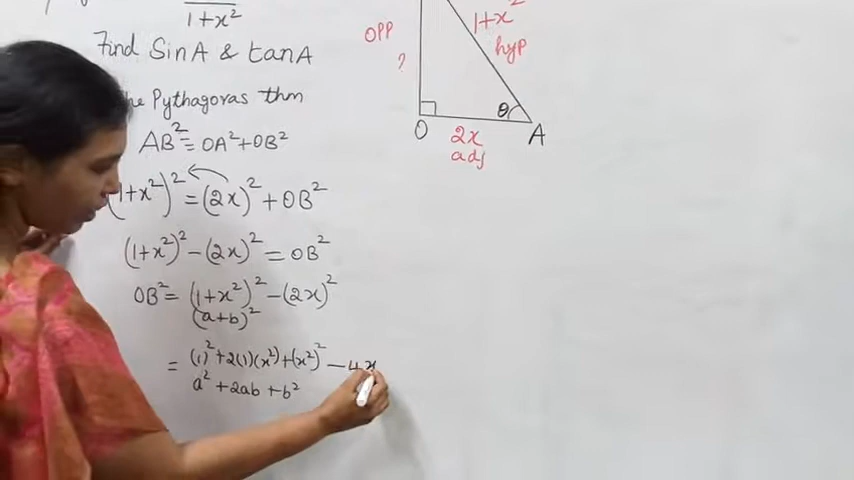 1+x²
Find SinA & tanA
the Pythagoras thm
AB² = OA²+OB²
(1+x²)² = (2x)² + OB²
(1+x²)² - (2x)² = OB²
OB² = (1+x²)² - (2x)²
(a+b)²
= (1)² + 2(1)(x²) + (x²)² - 4x
a² + 2ab + b²
OPP
?
1+x²
hyp
θ
O
2x
adj
A